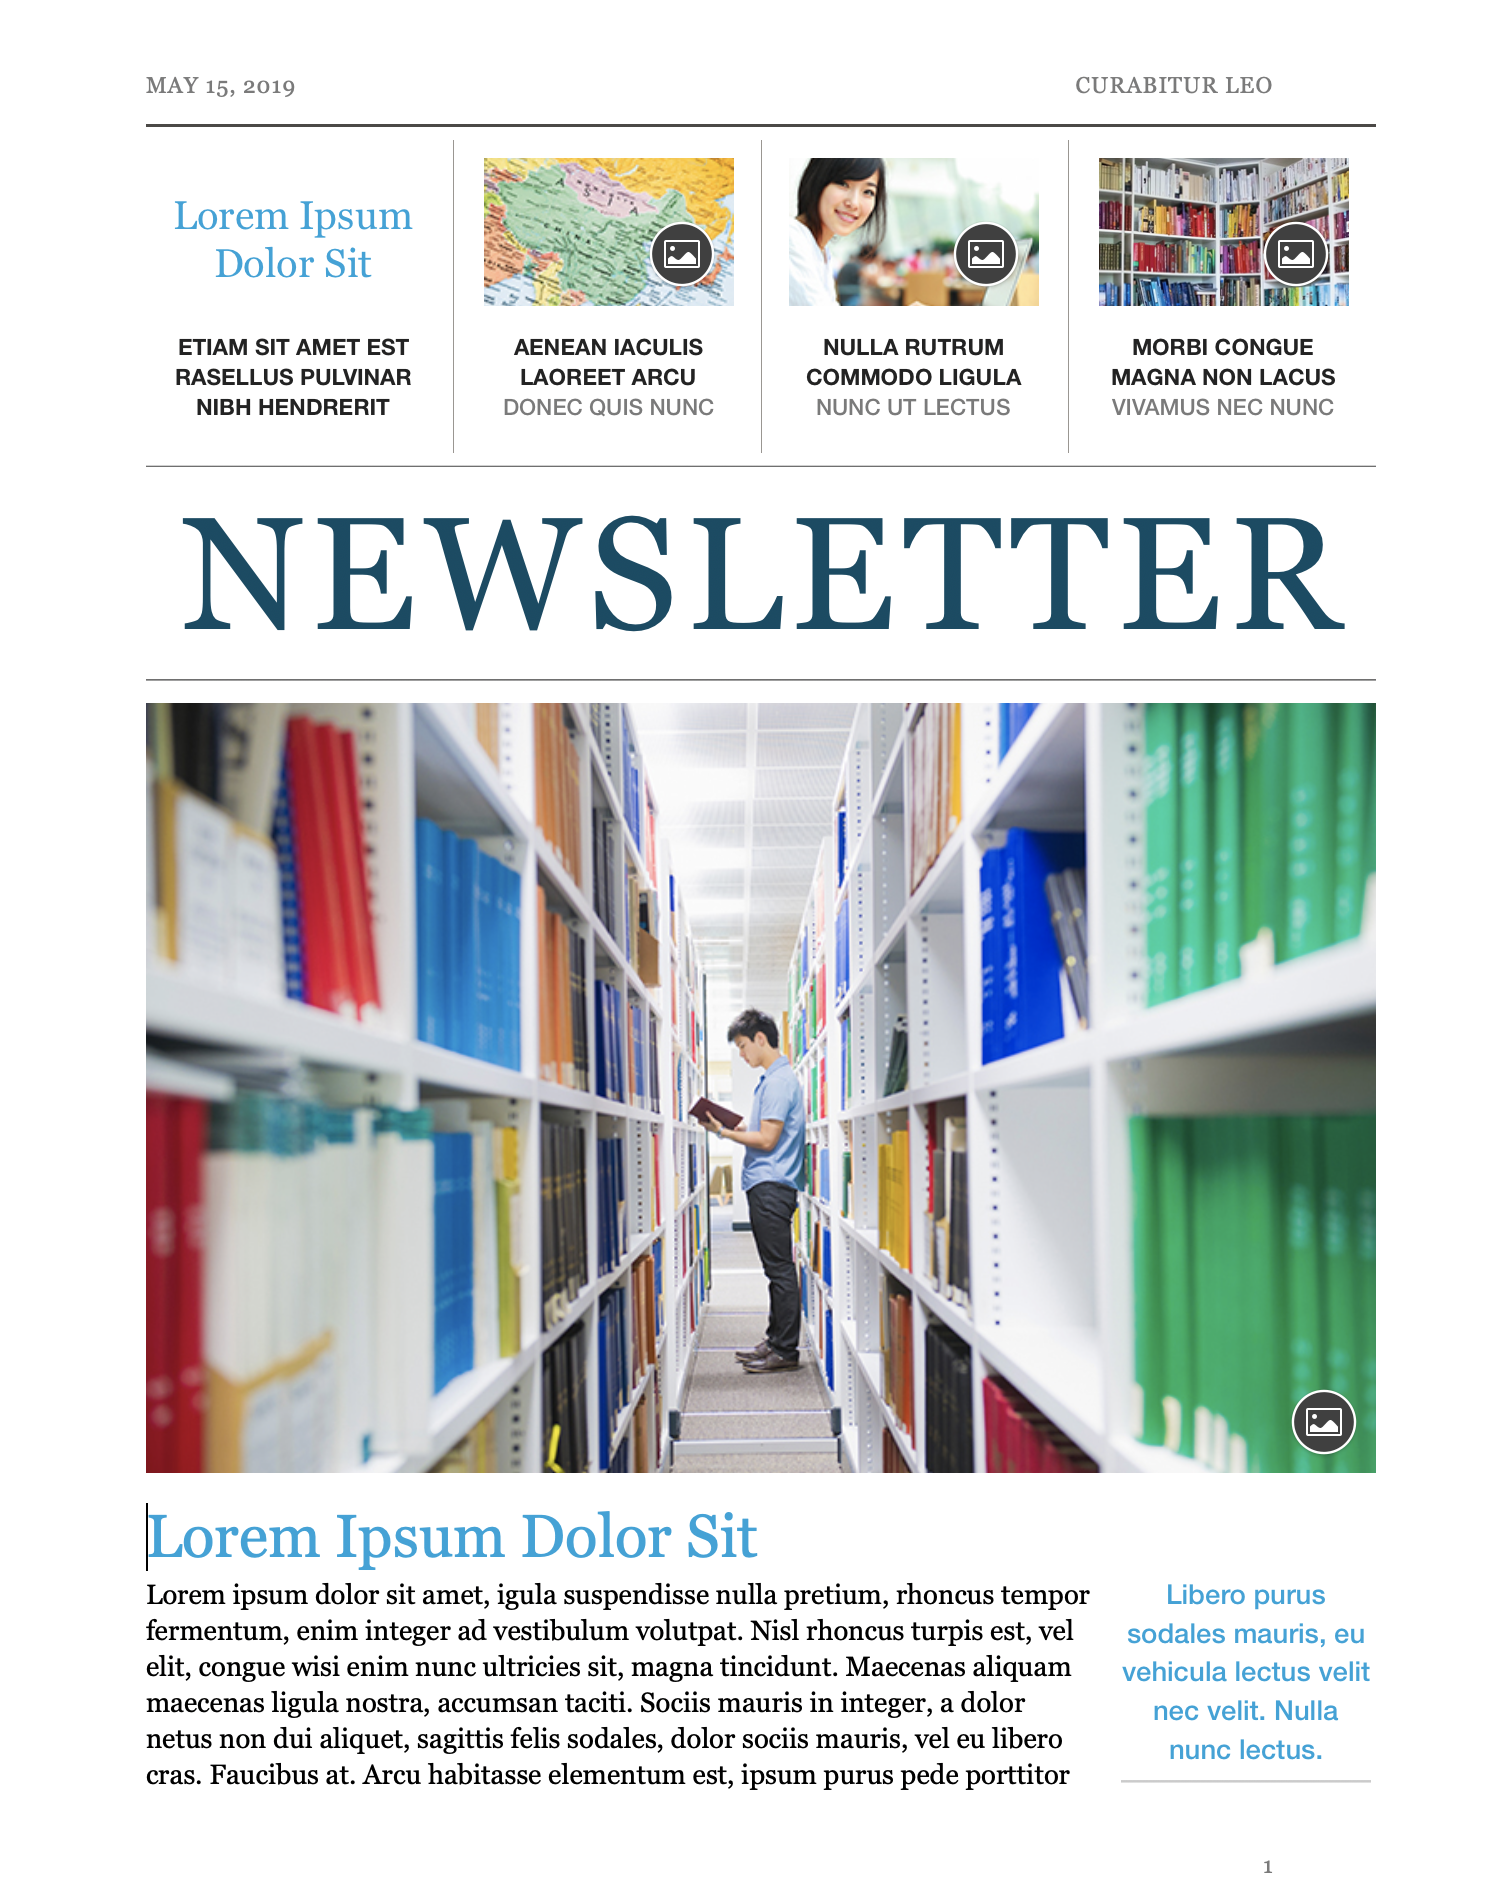 MAY 15, 2019
CURABITUR LEO
Lorem Ipsum
Dolor Sit
ETIAM SIT AMET EST
RASELLUS PULVINAR
NIBH HENDRERIT
ASIA
CHINA
AENEAN IACULIS
LAOREET ARCU
DONEC QUIS NUNC
NULLA RUTRUM
COMMODO LIGULA
NUNC UT LECTUS
MORBI CONGUE
MAGNA NON LACUS
VIVAMUS NEC NUNC
NEWSLETTER
Lorem Ipsum Dolor Sit
Lorem ipsum dolor sit amet, igula suspendisse nulla pretium, rhoncus tempor
fermentum, enim integer ad vestibulum volutpat. Nisl rhoncus turpis est, vel
elit, congue wisi enim nunc ultricies sit, magna tincidunt. Maecenas aliquam
maecenas ligula nostra, accumsan taciti. Sociis mauris in integer, a dolor
netus non dui aliquet, sagittis felis sodales, dolor sociis mauris, vel eu libero
cras. Faucibus at. Arcu habitasse elementum est, ipsum purus pede porttitor
Libero purus
sodales mauris, eu
vehicula lectus velit
nec velit. Nulla
nunc lectus.
1